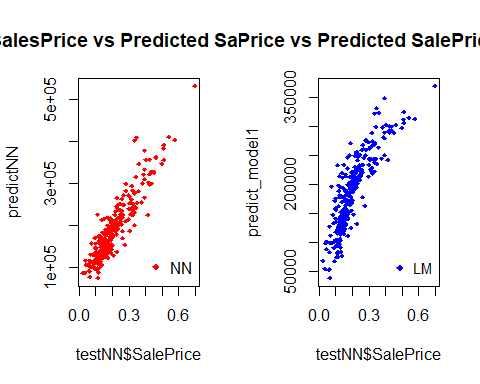 SalesPrice vs Predicted SaPrice vs Predicted SalePric
predictNN
1e+05
3e+05
5e+05
NN
0.0 0.3 0.6
testNN$SalePrice
predict_model1
50000
200000
350000
LM
0.0 0.3 0.6
testNN$SalePrice